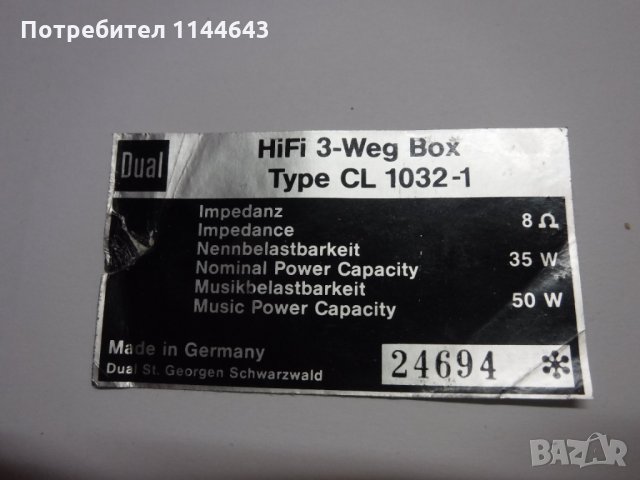 Потребител 1144643
Dual
HiFi 3-Weg Box
Type CL 1032-1
Impedanz
Impedance 8 Ω
Nennbelastbarkeit
Nominal Power Capacity 35 W
Musikbelastbarkeit
Music Power Capacity 50 W
Made in Germany
Dual St. Georgen Schwarzwald
24694
BAZAR